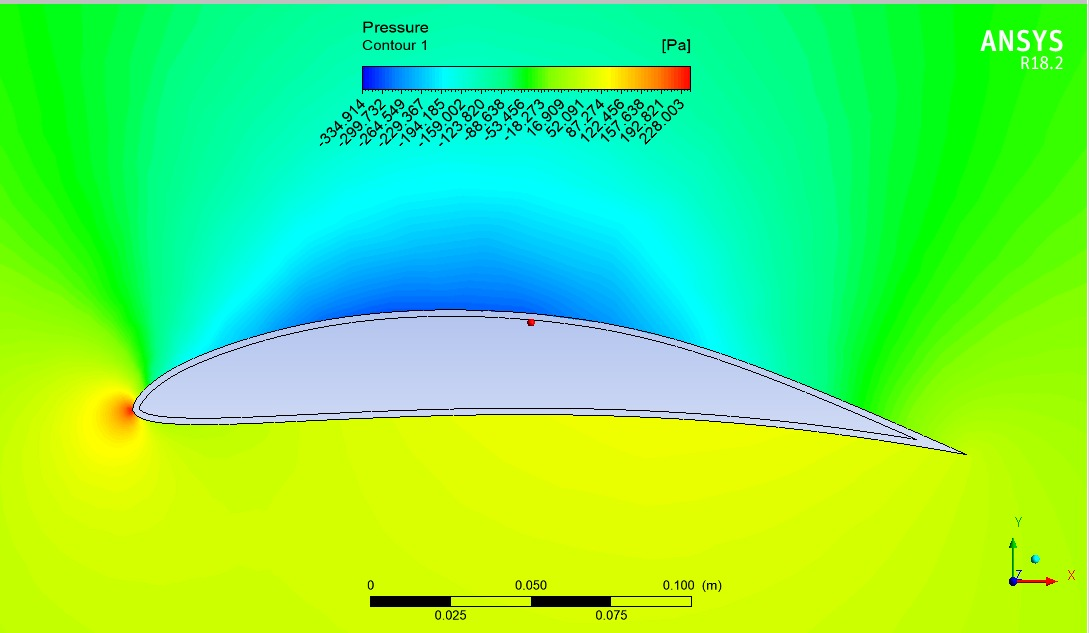 Pressure
Contour 1
[Pa]
ANSYS
R18.2
-334.914
-299.732
-264.549
-229.367
-194.185
-159.002
-123.820
-88.638
-53.456
-18.273
16.909
52.091
87.274
122.456
157.638
192.821
228.003
Y
Z
X
0 0.050 0.100 (m)
0.025 0.075